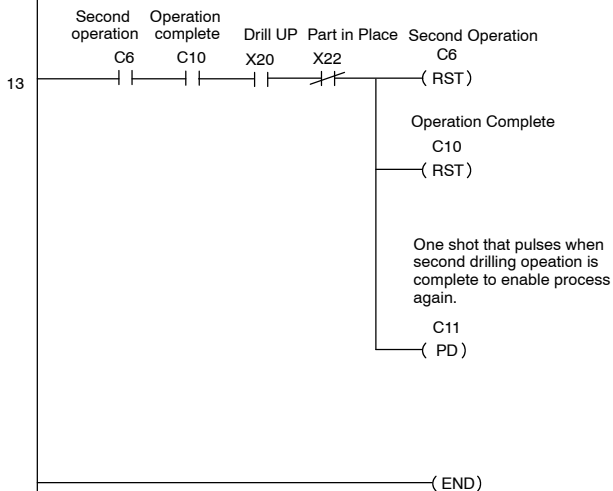 Second Operation
operation complete Drill UP Part in Place Second Operation
C6 C10 X20 X22 C6
13 ( RST )
Operation Complete
C10
( RST )
One shot that pulses when
second drilling opeation is
complete to enable process
again.
C11
( PD )
( END)